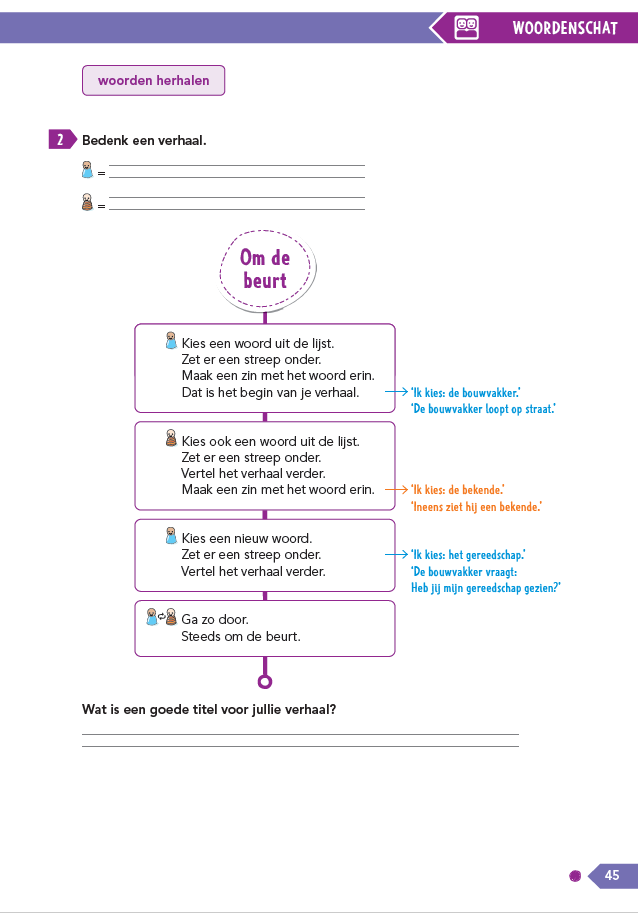 WOORDENSCHAT
woorden herhalen
2 Bedenk een verhaal.
=
=
Om de
beurt
Kies een woord uit de lijst.
Zet er een streep onder.
Maak een zin met het woord erin.
Dat is het begin van je verhaal.
‘Ik kies: de bouwvakker.’
‘De bouwvakker loopt op straat.’
Kies ook een woord uit de lijst.
Zet er een streep onder.
Vertel het verhaal verder.
Maak een zin met het woord erin.
‘Ik kies: de bekende.’
‘Ineens ziet hij een bekende.’
Kies een nieuw woord.
Zet er een streep onder.
Vertel het verhaal verder.
‘Ik kies: het gereedschap.‘
‘De bouwvakker vraagt:
Heb jij mijn gereedschap gezien?’
Ga zo door.
Steeds om de beurt.
Wat is een goede titel voor jullie verhaal?
45